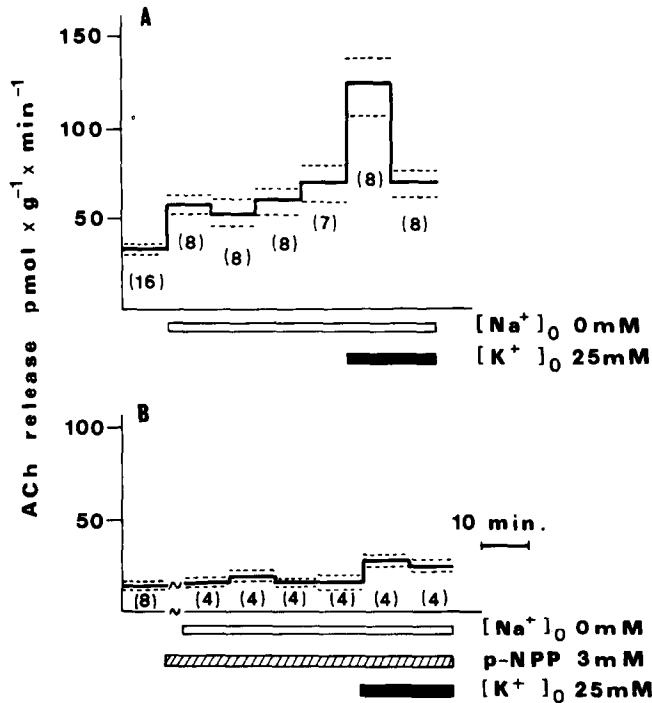 A
150
100
50
(16)
(8)
(8)
(8)
(7)
(8)
(8)
[Na⁺]₀ 0mM
[K⁺]₀ 25mM
ACh release pmol x g⁻¹ x min⁻¹
B
100
50
10 min.
(8)
~
~
(4)
(4)
(4)
(4)
(4)
(4)
[Na⁺]₀ 0mM
p-NPP 3mM
[K⁺]₀ 25mM